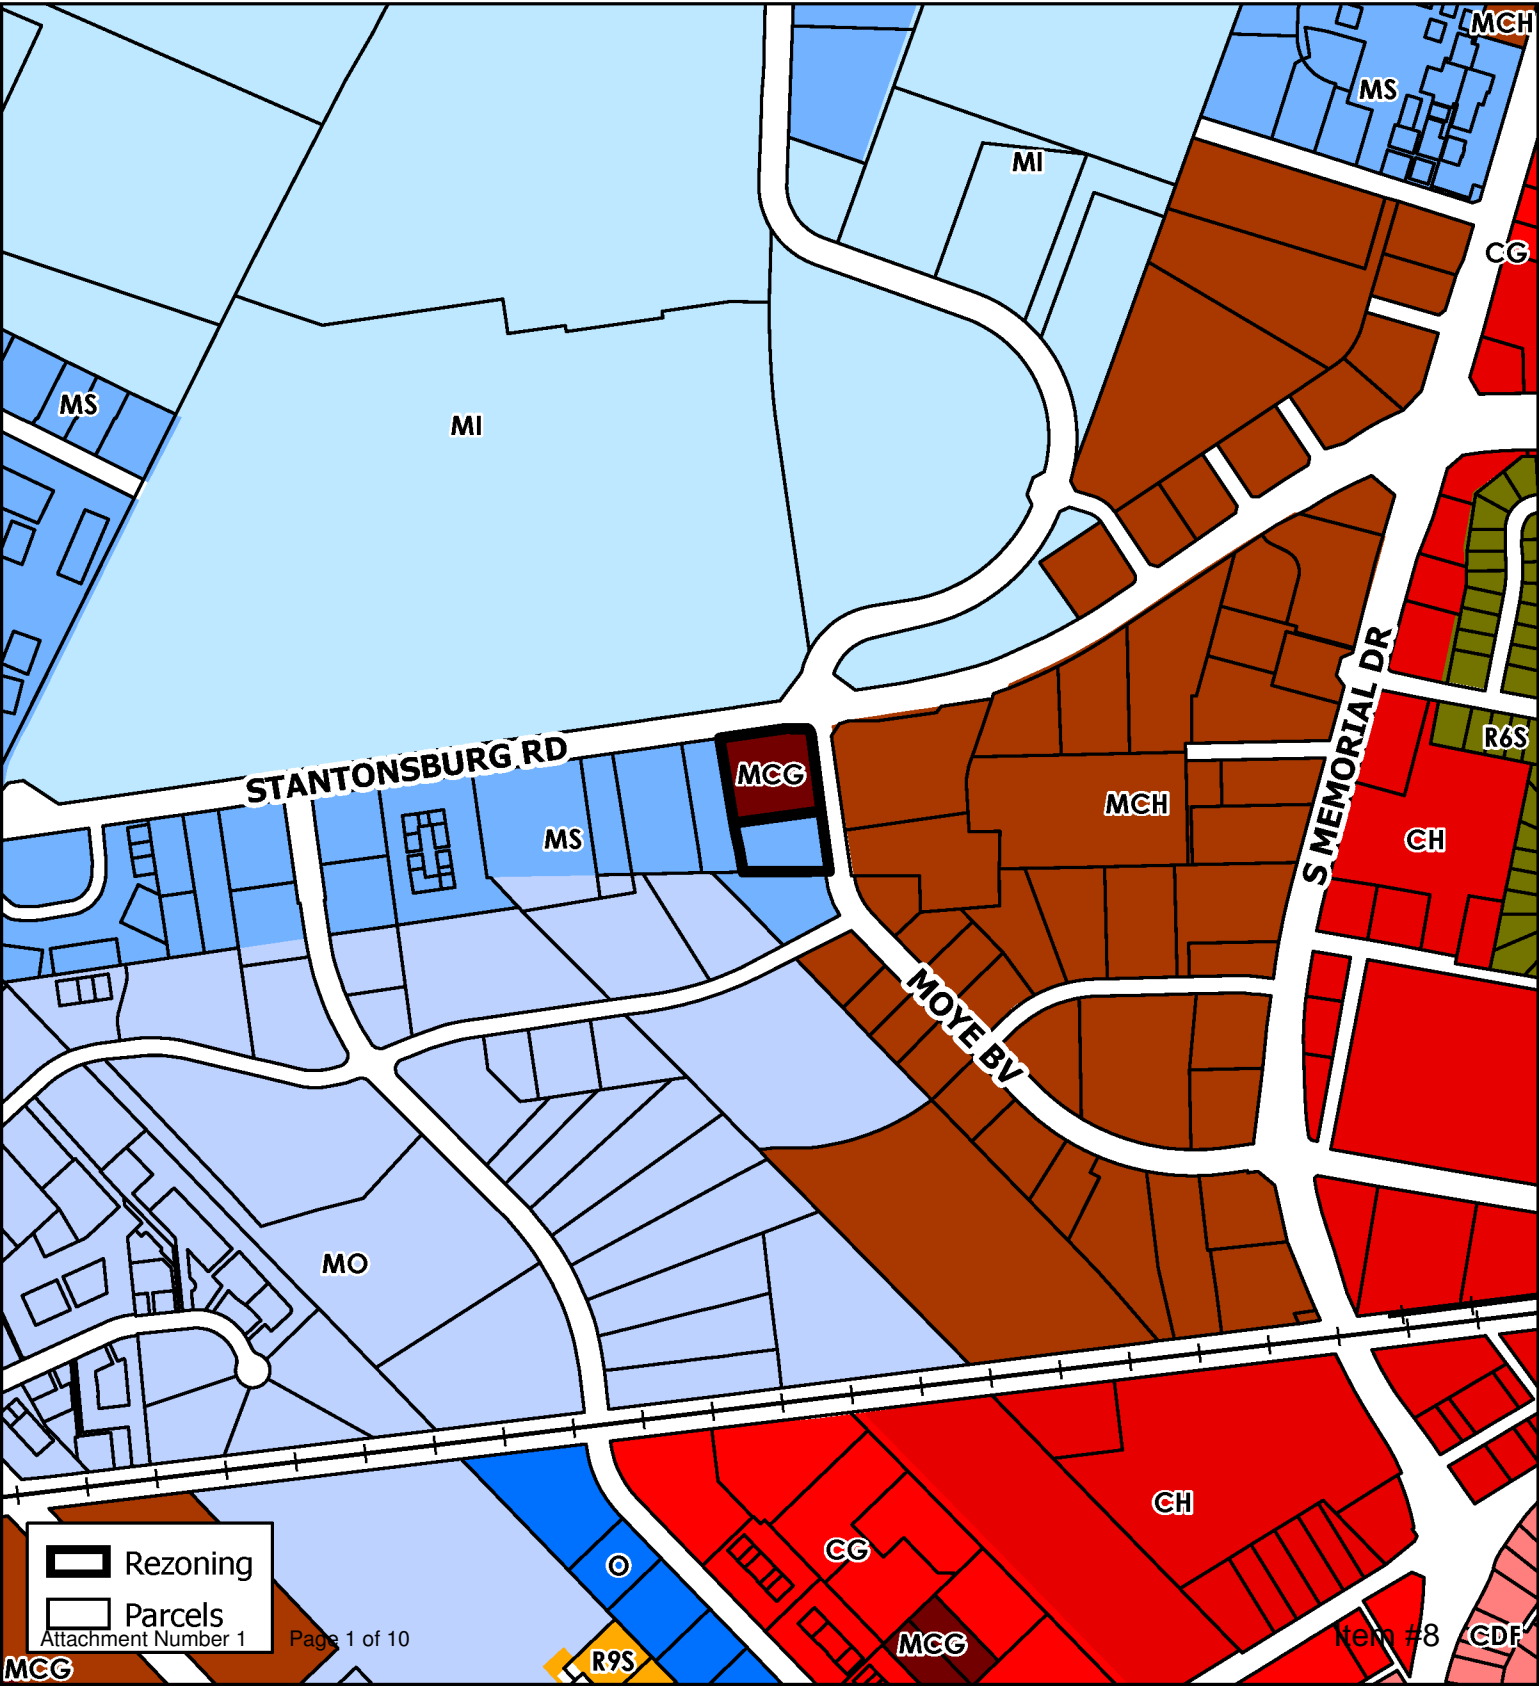 MCH
MS
MI
CG
MS
MI
S MEMORIAL DR
R6S
STANTONSBURG RD
MCG
MCH
MS
CH
MOYE BV
MO
CH
CG
O
Rezoning
Parcels
Attachment Number 1
Page 1 of 10
Item #8
CDF
MCG
R9S
MCG